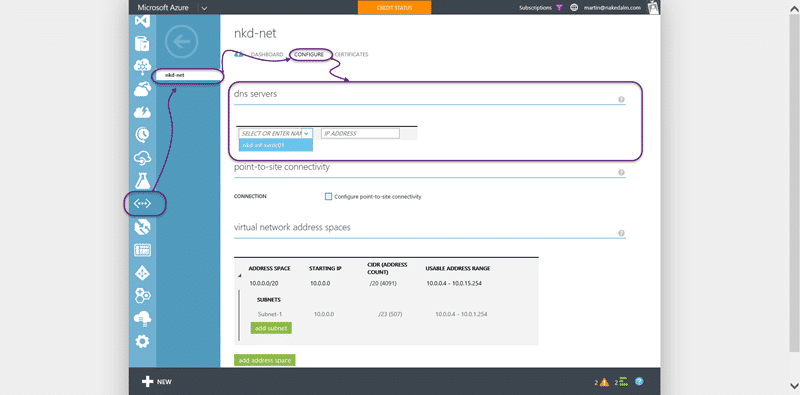 Microsoft Azure
CREDIT STATUS
Subscriptions
martin@nakedalm.com
nkd-net
nkd-net
DASHBOARD
CONFIGURE
CERTIFICATES
dns servers
SELECT OR ENTER NAM
IP ADDRESS
point-to-site connectivity
CONNECTION
Configure point-to-site connectivity
virtual network address spaces
ADDRESS SPACE STARTING IP CIDR (ADDRESS COUNT) USABLE ADDRESS RANGE
10.0.0.0/20 10.0.0.0 /20 (4091) 10.0.0.4 - 10.0.15.254
SUBNETS
Subnet-1 10.0.0.0 /23 (507) 10.0.0.4 - 10.0.1.254
add subnet
add address space
NEW
2
2